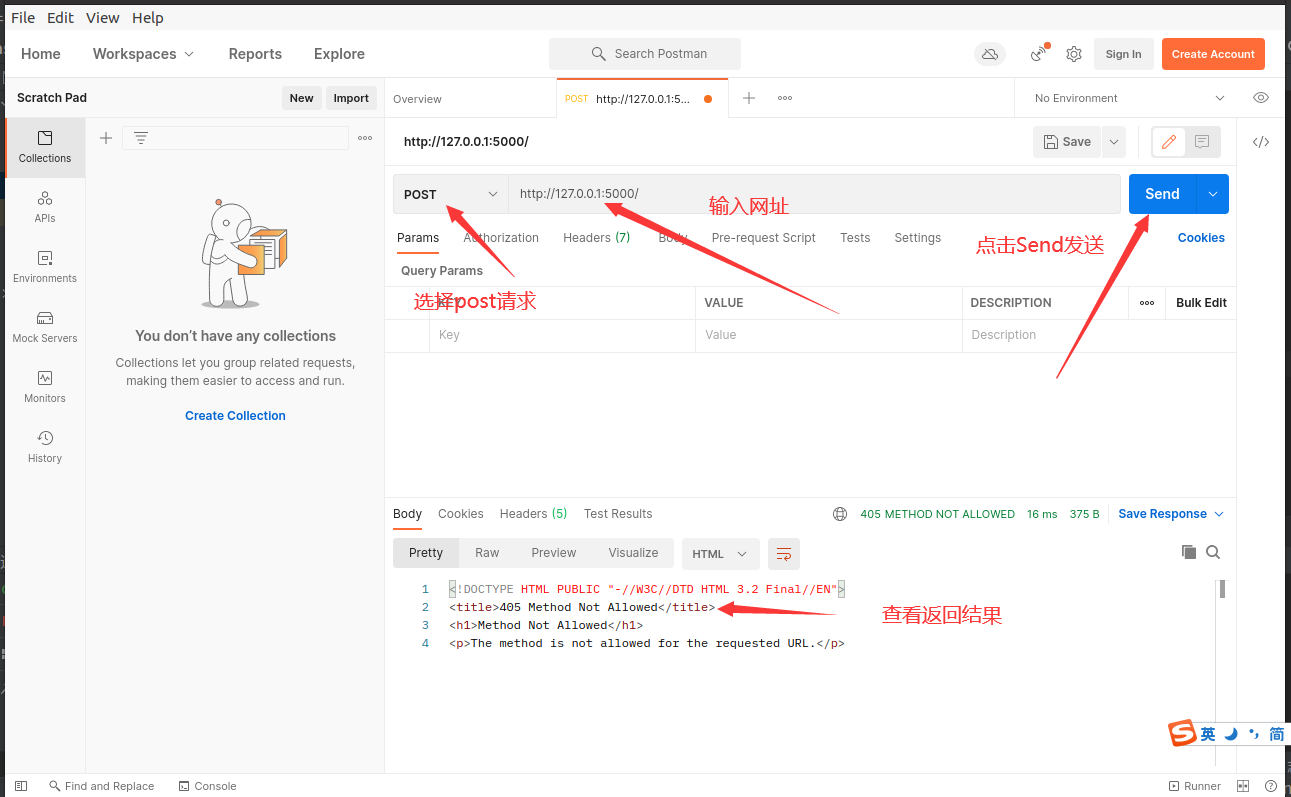 File Edit View Help
Home Workspaces Reports Explore Search Postman Sign In Create Account
Scratch Pad New Import Overview POST http://127.0.0.1:5... No Environment
Collections
APIs
Environments
Mock Servers
Monitors
History
You don’t have any collections
Collections let you group related requests,
making them easier to access and run.
Create Collection
http://127.0.0.1:5000/ Save
POST http://127.0.0.1:5000/ Send
输入网址
点击Send发送
Params Authorization Headers (7) Body Pre-request Script Tests Settings Cookies
Query Params
选择post请求
KEY VALUE DESCRIPTION Bulk Edit
Key Value Description
Body Cookies Headers (5) Test Results 405 METHOD NOT ALLOWED 16 ms 375 B Save Response
Pretty Raw Preview Visualize HTML
1 <!DOCTYPE HTML PUBLIC "-//W3C//DTD HTML 3.2 Final//EN">
2 <title>405 Method Not Allowed</title>
3 <h1>Method Not Allowed</h1>
4 <p>The method is not allowed for the requested URL.</p>
查看返回结果
S 英 简
Find and Replace Console Runner